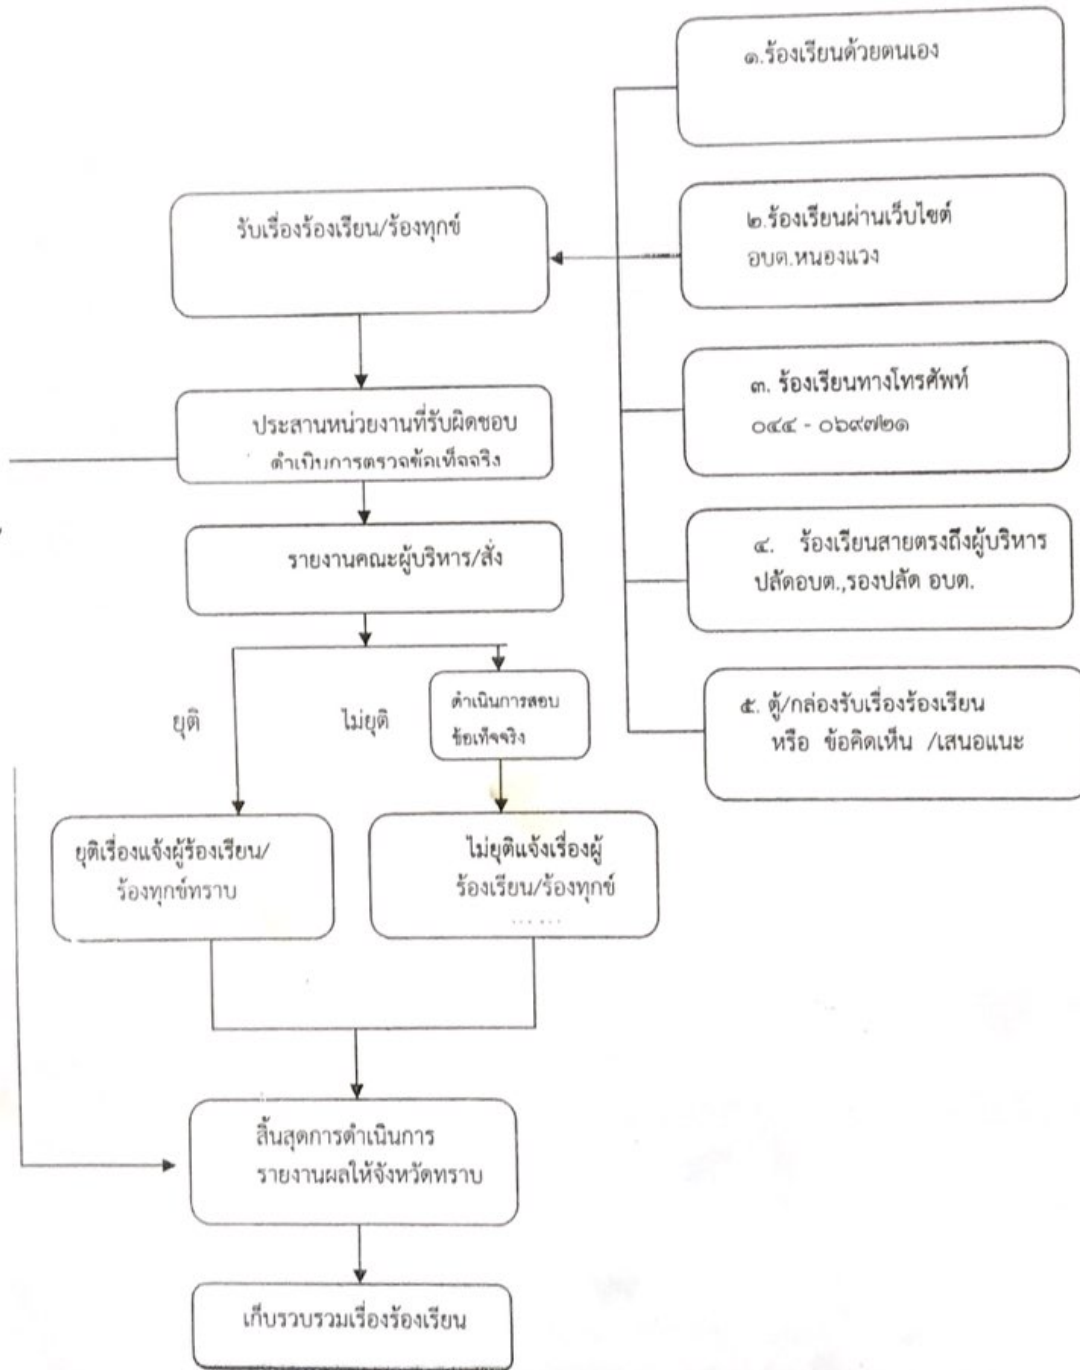 ๑.ร้องเรียนด้วยตนเอง
รับเรื่องร้องเรียน/ร้องทุกข์
๒.ร้องเรียนผ่านเว็บไซต์
อบต.หนองแวง
๓. ร้องเรียนทางโทรศัพท์
๐๔๔ - ๐๖๙๗๒๑
ประสานหน่วยงานที่รับผิดชอบ
ดำเนินการตรวจข้อเท็จจริง
๔. ร้องเรียนสายตรงถึงผู้บริหาร
ปลัดอบต.,รองปลัด อบต.
รายงานคณะผู้บริหาร/สั่ง
๕. ตู้/กล่องรับเรื่องร้องเรียน
หรือ ข้อคิดเห็น /เสนอแนะ
ยุติ
ไม่ยุติ
ดำเนินการสอบ
ข้อเท็จจริง
ยุติเรื่องแจ้งผู้ร้องเรียน/
ร้องทุกข์ทราบ
ไม่ยุติแจ้งเรื่องผู้
ร้องเรียน/ร้องทุกข์
สิ้นสุดการดำเนินการ
รายงานผลให้จังหวัดทราบ
เก็บรวบรวมเรื่องร้องเรียน